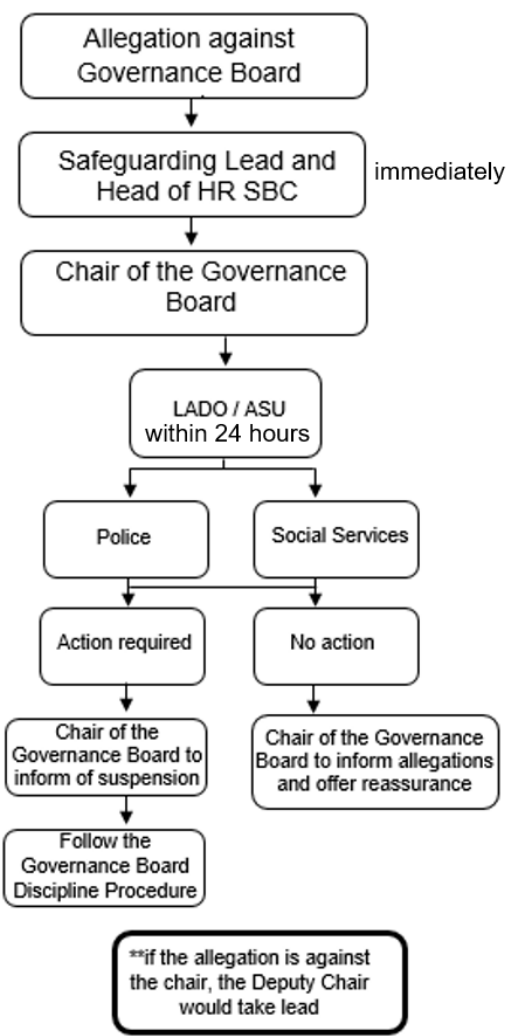 Allegation against
Governance Board
Safeguarding Lead and
Head of HR SBC
immediately
Chair of the Governance
Board
LADO / ASU
within 24 hours
Police
Social Services
Action required
No action
Chair of the
Governance Board to
inform of suspension
Chair of the Governance
Board to inform allegations
and offer reassurance
Follow the
Governance Board
Discipline Procedure
**if the allegation is against
the chair, the Deputy Chair
would take lead